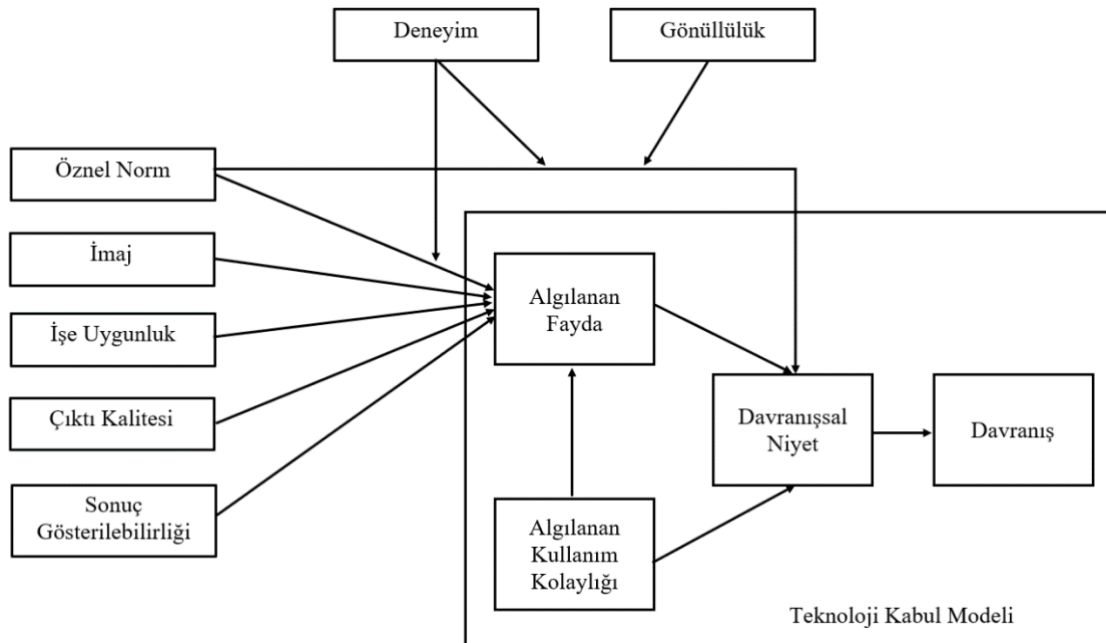 Deneyim
Gönüllülük
Öznel Norm
İmaj
İşe Uygunluk
Çıktı Kalitesi
Sonuç
Gösterilebilirliği
Algılanan
Fayda
Davranışsal
Niyet
Davranış
Algılanan
Kullanım
Kolaylığı
Teknoloji Kabul Modeli